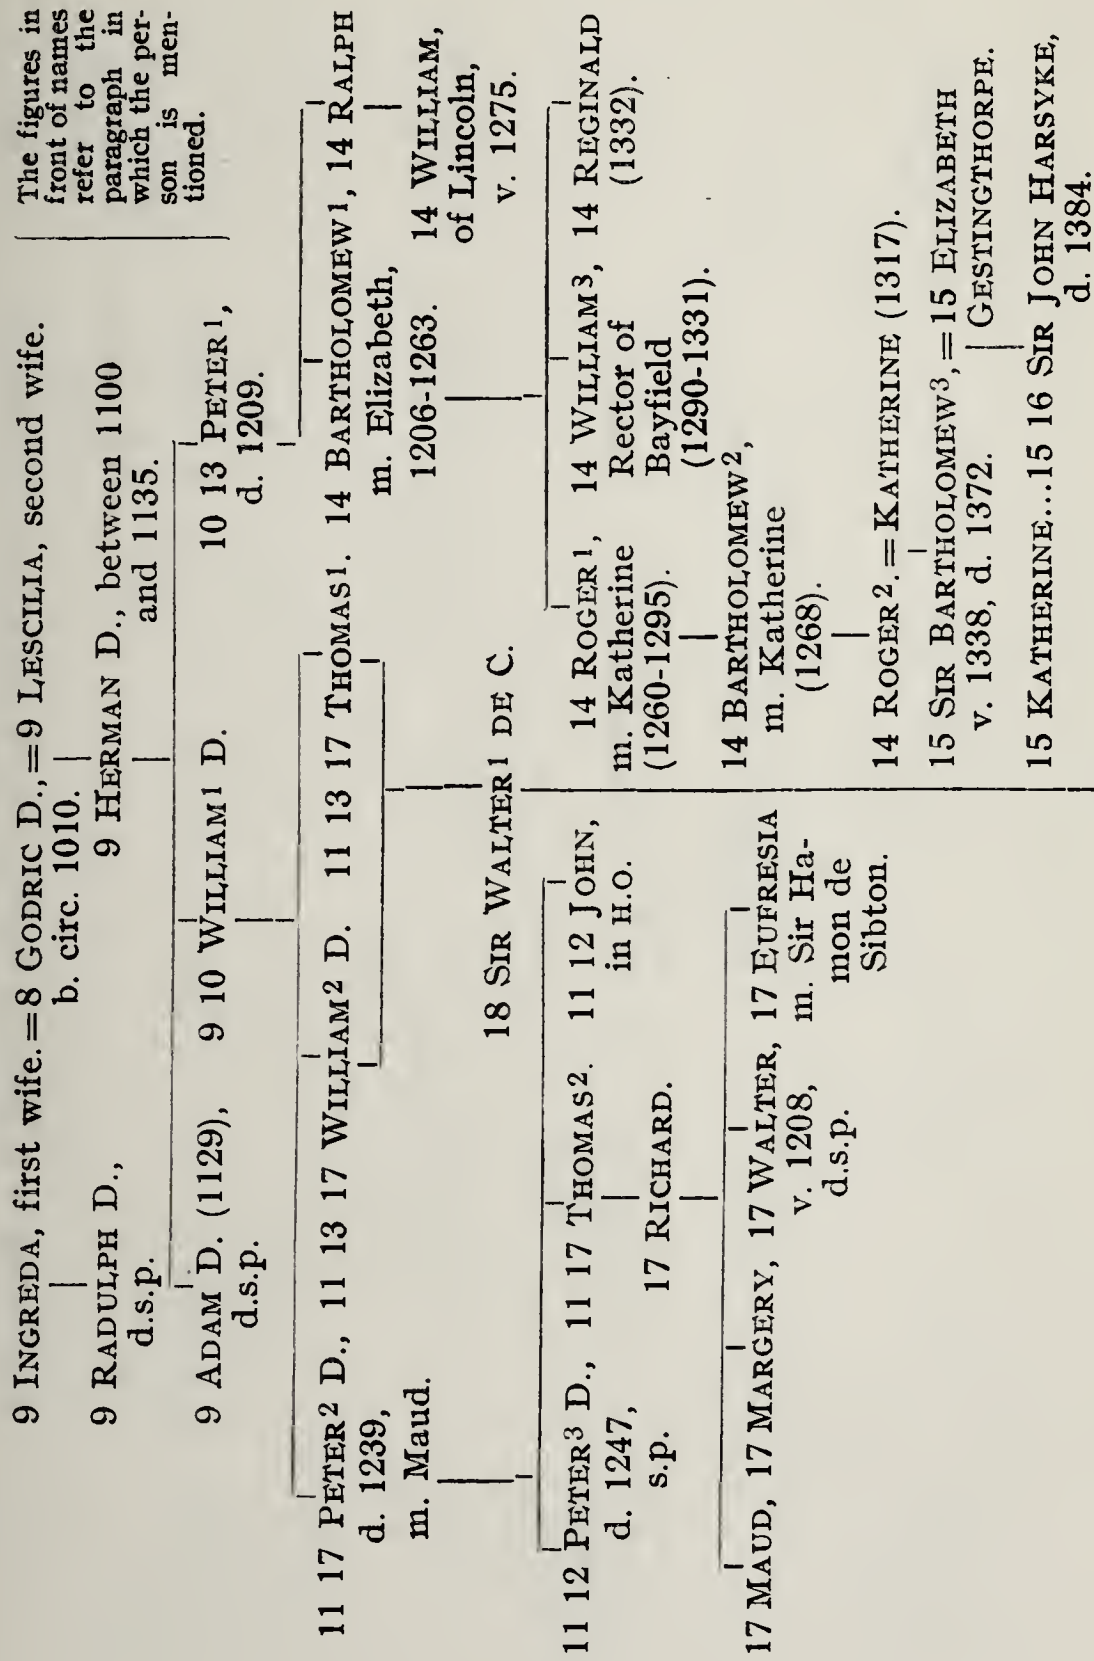 The figures in
front of names
refer to the
paragraph in
which the per-
son is men-
tioned.
9 INGREDA, first wife. = 8 GODRIC D., = 9 LESCILIA, second wife.
b. circ. 1010.
9 RADULPH D.,
d.s.p.
9 HERMAN D., between 1100
and 1135.
9 ADAM D. (1129),
d.s.p.
9 10 WILLIAM¹ D.
10 13 PETER¹,
d. 1209.
11 17 PETER² D.,
d. 1239,
m. Maud.
11 13 17 WILLIAM² D.
11 13 17 THOMAS¹.
14 BARTHOLOMEW¹,
m. Elizabeth,
1206-1263.
14 RALPH
14 WILLIAM,
of Lincoln,
v. 1275.
18 SIR WALTER¹ DE C.
11 12 PETER³ D.,
d. 1247,
s.p.
11 17 THOMAS².
11 12 JOHN,
in H.O.
17 RICHARD.
17 MAUD, 17 MARGERY, 17 WALTER,
v. 1208,
d.s.p.
17 EUFRESIA
m. Sir Ha-
mon de
Sibton.
14 ROGER¹,
m. Katherine
(1260-1295).
14 WILLIAM³,
Rector of
Bayfield
(1290-1331).
14 REGINALD
(1332).
14 BARTHOLOMEW²,
m. Katherine
(1268).
14 ROGER². = KATHERINE (1317).
15 SIR BARTHOLOMEW³, = 15 ELIZABETH
v. 1338, d. 1372.
GESTINGTHORPE.
15 KATHERINE...15 16 SIR JOHN HARSYKE,
d. 1384.